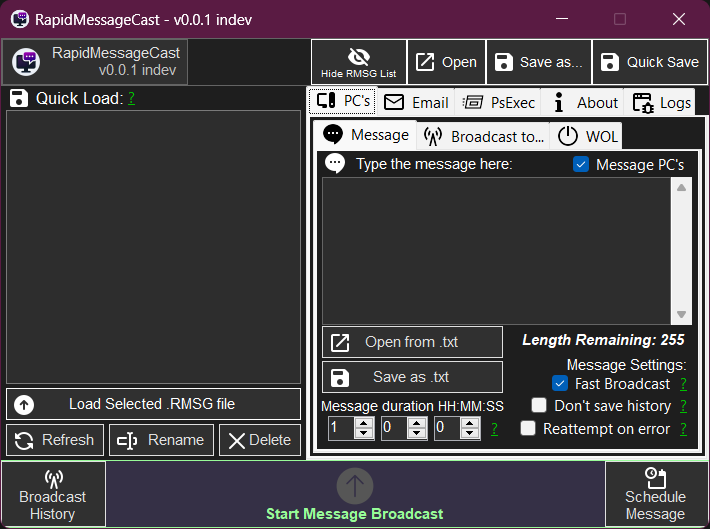 RapidMessageCast - v0.0.1 indev
RapidMessageCast
v0.0.1 indev
Hide RMSG List
Open
Save as...
Quick Save
Quick Load: ?
PC's
Email
PsExec
About
Logs
Message
Broadcast to...
WOL
Type the message here:
Message PC's
Open from .txt
Length Remaining: 255
Save as .txt
Message Settings:
Fast Broadcast ?
Don't save history ?
Reattempt on error ?
Message duration HH:MM:SS
1 0 0 ?
Load Selected .RMSG file
Refresh
Rename
Delete
Broadcast
History
Start Message Broadcast
Schedule
Message